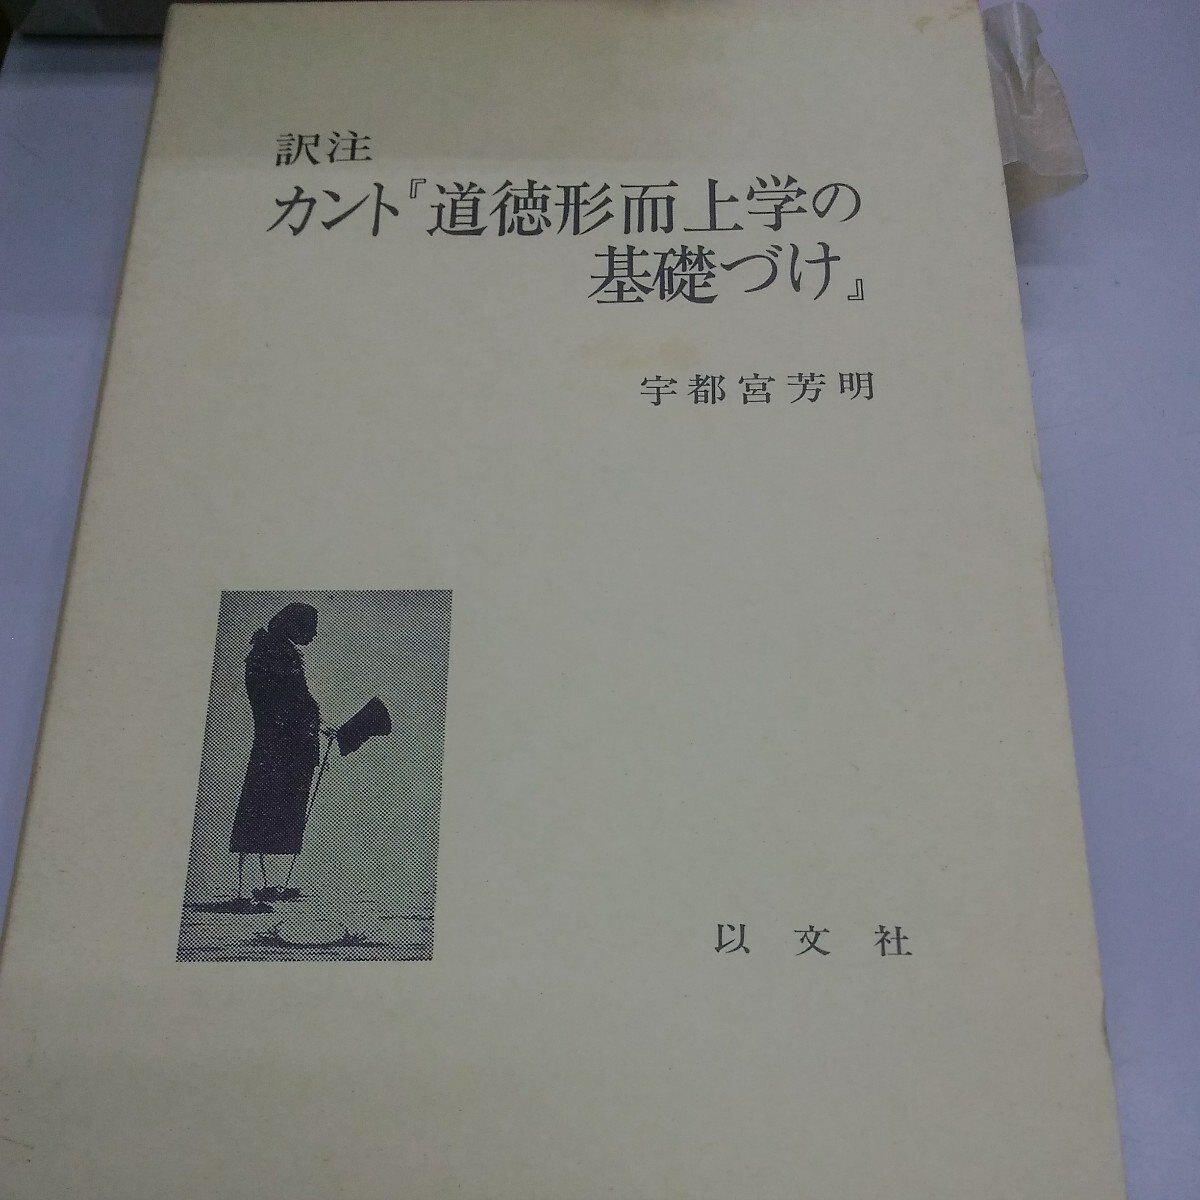 訳注
カント『道徳形而上学の
基礎づけ』
宇都宮芳明
以文社